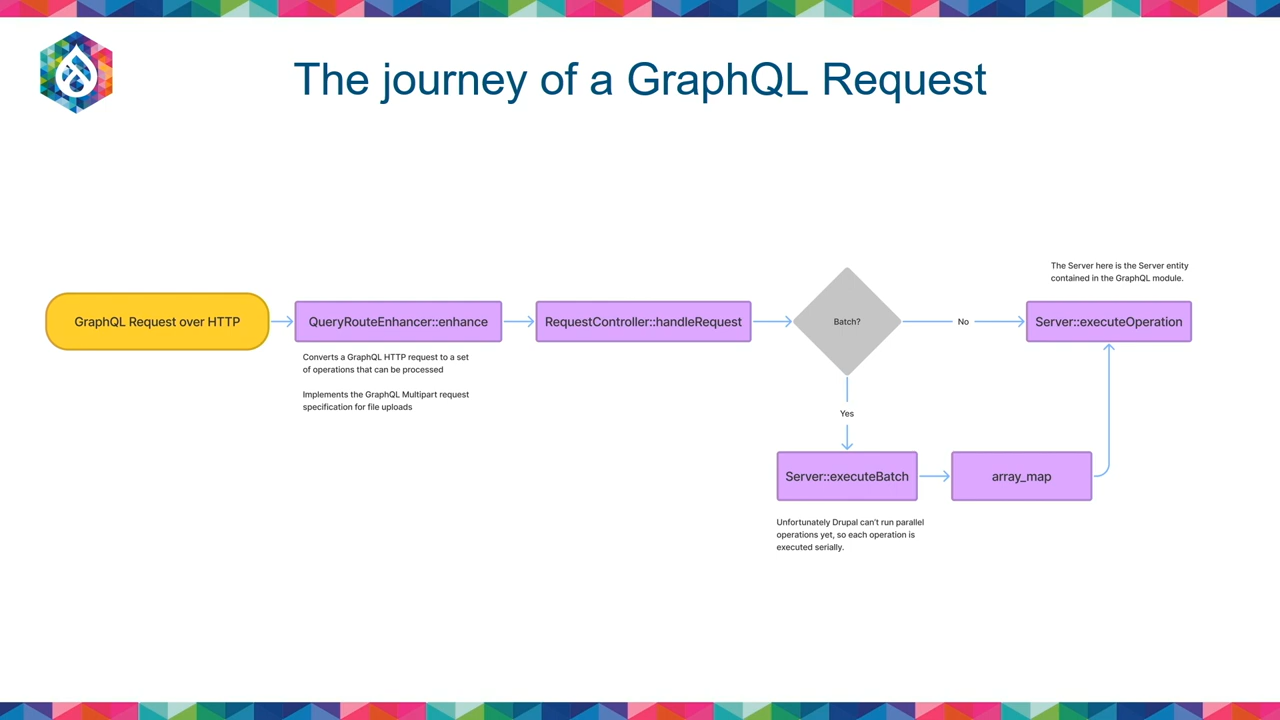 The journey of a GraphQL Request
The Server here is the Server entity
contained in the GraphQL module.
GraphQL Request over HTTP
QueryRouteEnhancer::enhance
RequestController::handleRequest
Batch?
No
Server::executeOperation
Converts a GraphQL HTTP request to a set
of operations that can be processed
Implements the GraphQL Multipart request
specification for file uploads
Yes
Server::executeBatch
array_map
Unfortunately Drupal can't run parallel
operations yet, so each operation is
executed serially.